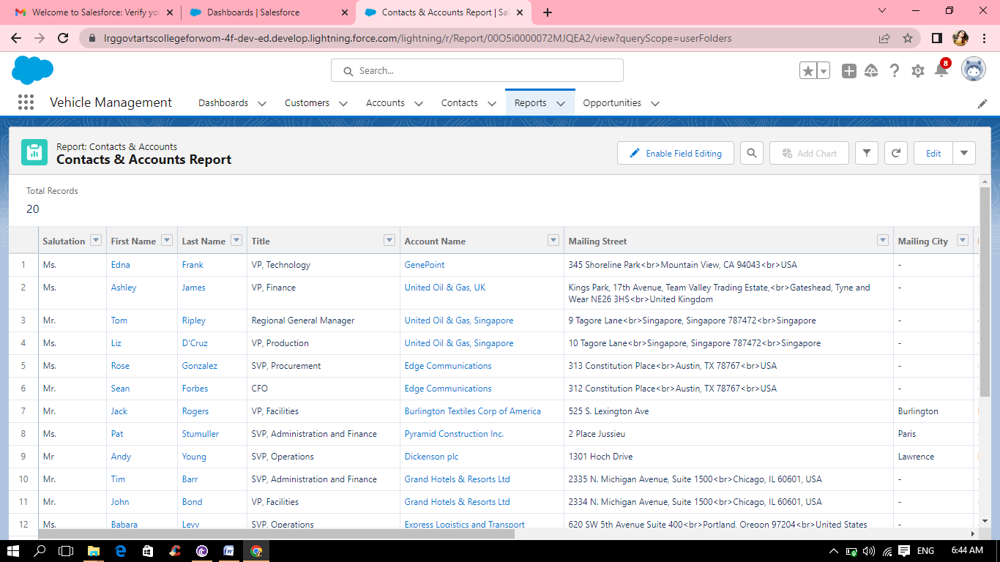 Welcome to Salesforce: Verify yo
Dashboards | Salesforce
Contacts & Accounts Report | Sal
lrggovtartscollegeforwom-4f-dev-ed.develop.lightning.force.com/lightning/r/Report/00O5i0000072MJQEA2/view?queryScope=userFolders
Search...
8
Vehicle Management
Dashboards
Customers
Accounts
Contacts
Reports
Opportunities
Report: Contacts & Accounts
Contacts & Accounts Report
Enable Field Editing
Add Chart
Edit
Total Records
20
Salutation First Name Last Name Title Account Name Mailing Street Mailing City
1 Ms. Edna Frank VP, Technology GenePoint 345 Shoreline Park<br>Mountain View, CA 94043<br>USA -
2 Ms. Ashley James VP, Finance United Oil & Gas, UK Kings Park, 17th Avenue, Team Valley Trading Estate,<br>Gateshead, Tyne and -
Wear NE26 3HS<br>United Kingdom
3 Mr. Tom Ripley Regional General Manager United Oil & Gas, Singapore 9 Tagore Lane<br>Singapore, Singapore 787472<br>Singapore -
4 Ms. Liz D'Cruz VP, Production United Oil & Gas, Singapore 10 Tagore Lane<br>Singapore, Singapore 787472<br>Singapore -
5 Ms. Rose Gonzalez SVP, Procurement Edge Communications 313 Constitution Place<br>Austin, TX 78767<br>USA -
6 Mr. Sean Forbes CFO Edge Communications 312 Constitution Place<br>Austin, TX 78767<br>USA -
7 Mr. Jack Rogers VP, Facilities Burlington Textiles Corp of America 525 S. Lexington Ave Burlington
8 Ms. Pat Stumuller SVP, Administration and Finance Pyramid Construction Inc. 2 Place Jussieu Paris
9 Mr Andy Young SVP, Operations Dickenson plc 1301 Hoch Drive Lawrence
10 Mr. Tim Barr SVP, Administration and Finance Grand Hotels & Resorts Ltd 2335 N. Michigan Avenue, Suite 1500<br>Chicago, IL 60601, USA -
11 Mr. John Bond VP, Facilities Grand Hotels & Resorts Ltd 2334 N. Michigan Avenue, Suite 1500<br>Chicago, IL 60601, USA -
12 Ms. Babara Levy SVP, Operations Express Logistics and Transport 620 SW 5th Avenue Suite 400<br>Portland, Oregon 97204<br>United States -
ENG
6:44 AM